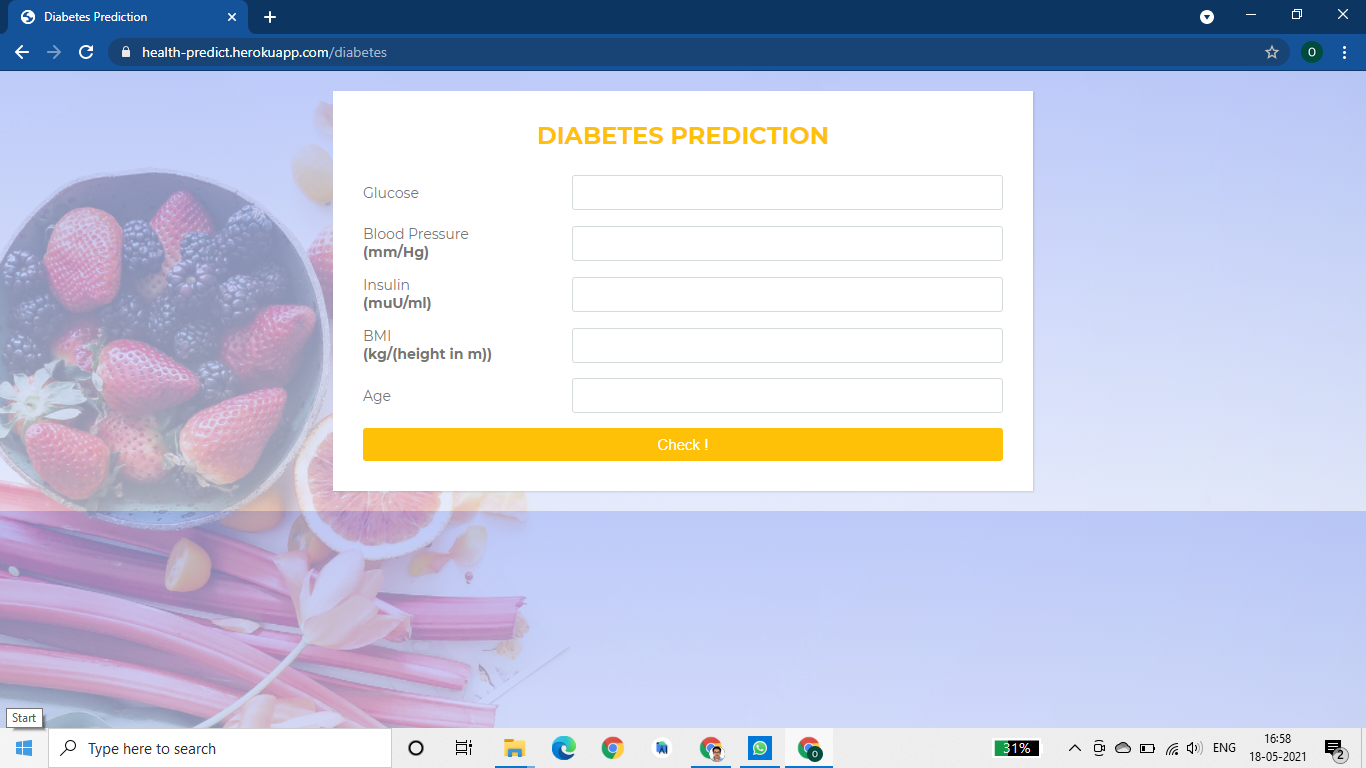 Diabetes Prediction
health-predict.herokuapp.com/diabetes
O
DIABETES PREDICTION
Glucose
Blood Pressure
(mm/Hg)
Insulin
(muU/ml)
BMI
(kg/(height in m))
Age
Check !
Start
Type here to search
O
31%
ENG
16:58
18-05-2021
2